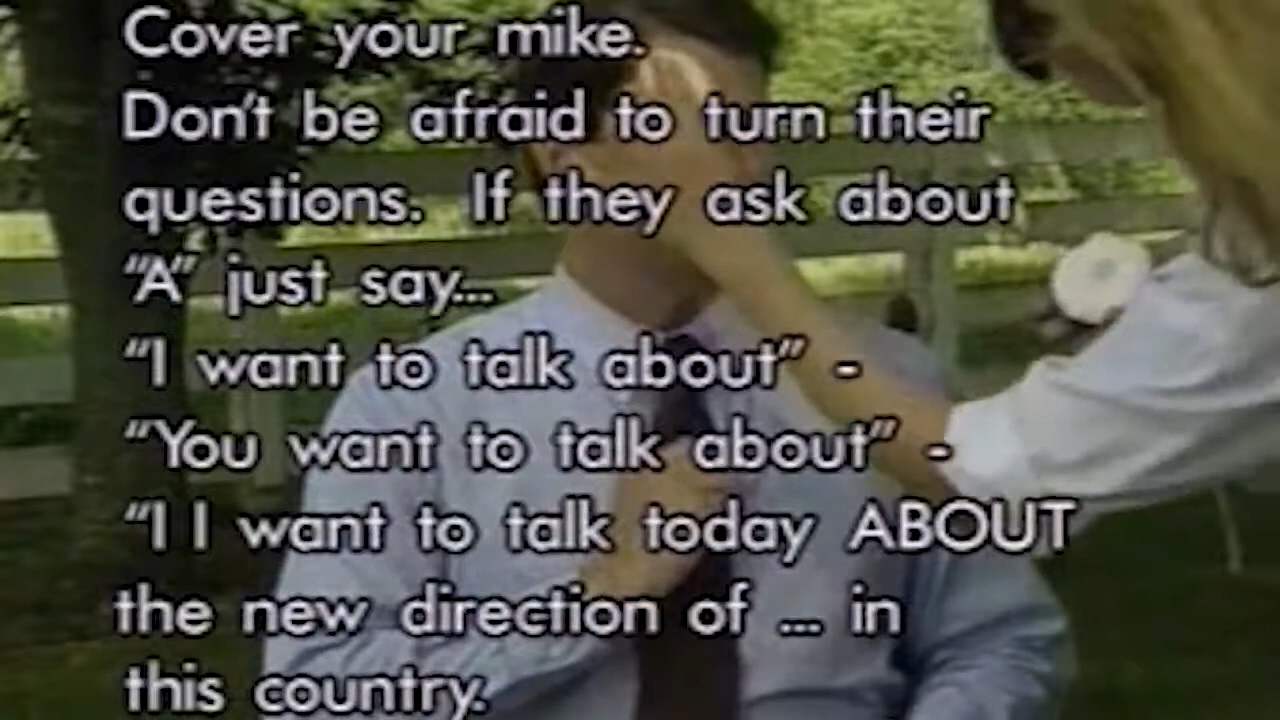 Cover your mike.
Don't be afraid to turn their
questions. If they ask about
"A" just say...
"I want to talk about" -
"You want to talk about" -
"I I want to talk today ABOUT
the new direction of ... in
this country.